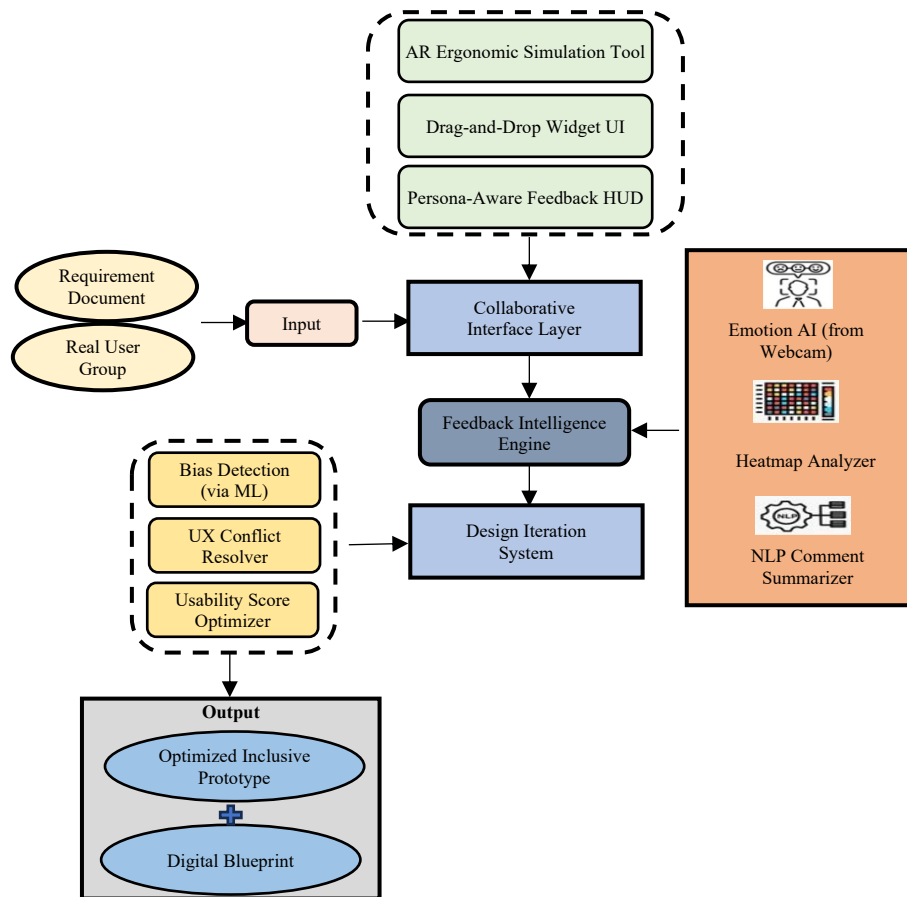 AR Ergonomic Simulation Tool
Drag-and-Drop Widget UI
Persona-Aware Feedback HUD
Requirement
Document
Real User
Group
Input
Collaborative
Interface Layer
Emotion AI (from
Webcam)
Heatmap Analyzer
NLP
NLP Comment
Summarizer
Feedback Intelligence
Engine
Design Iteration
System
Bias Detection
(via ML)
UX Conflict
Resolver
Usability Score
Optimizer
Output
Optimized Inclusive
Prototype
Digital Blueprint